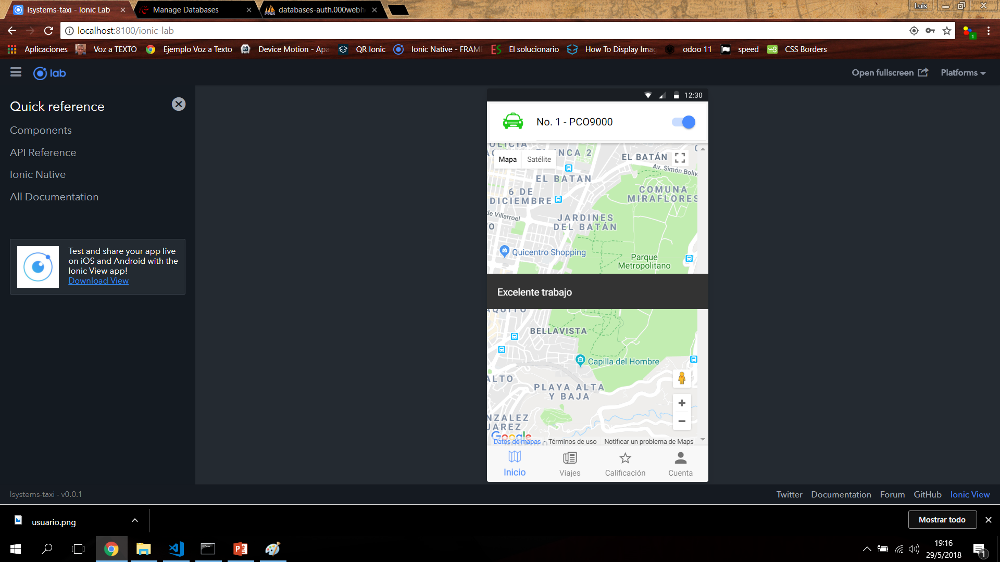 lsystems-taxi - Ionic Lab
Manage Databases
databases-auth.000webh
Luis
localhost:8100/ionic-lab
Aplicaciones
Voz a TEXTO
Ejemplo Voz a Texto
Device Motion - Apa
QR Ionic
Ionic Native - FRAM
El solucionario
How To Display Imag
odoo 11
speed
CSS Borders
1
lab
Open fullscreen
Platforms
Quick reference
Components
API Reference
Ionic Native
All Documentation
Test and share your app live
on iOS and Android with the
Ionic View app!
Download View
12:30
No. 1 - PCO9000
Mapa
Satélite
NCA 2
EL BATÁN
Av. Simón Boliv
EL BATAN
6 DE
DICIEMBRE
COMUNA
MIRAFLORES
de Villarroel
TO
JARDINES
DEL BATÁN
Quicentro Shopping
Parque
Metropolitano
Excelente trabajo
BELLAVISTA
Capilla del Hombre
ALTO
PLAYA ALTA
Y BAJA
NZALEZ
UAREZ
Google
Datos de mapas
Términos de uso
Notificar un problema de Maps
Inicio
Viajes
Calificación
Cuenta
lsystems-taxi - v0.0.1
Twitter
Documentation
Forum
GitHub
Ionic View
usuario.png
Mostrar todo
19:16
29/5/2018
1